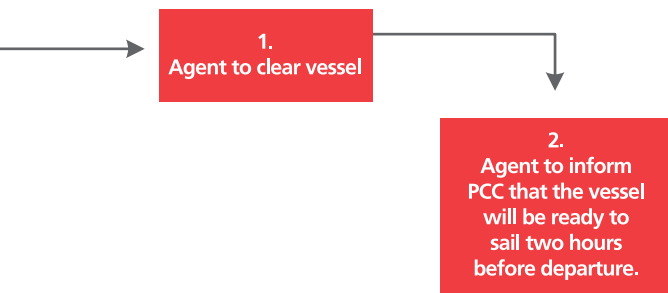 1.
Agent to clear vessel
2.
Agent to inform
PCC that the vessel
will be ready to
sail two hours
before departure.